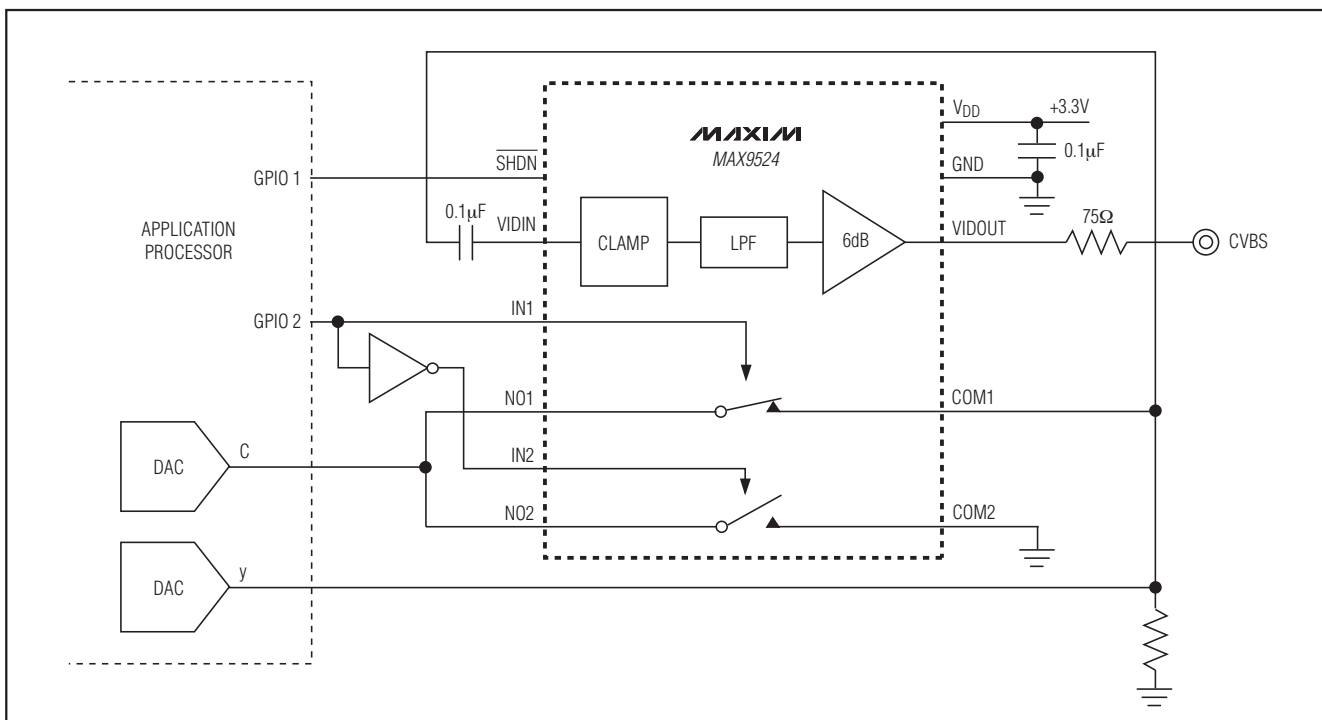 APPLICATION
PROCESSOR
GPIO 1
GPIO 2
DAC
C
DAC
y
SHDN
0.1µF
VIDIN
IN1
NO1
IN2
NO2
MAXIM
MAX9524
CLAMP
LPF
6dB
VDD
+3.3V
0.1µF
GND
VIDOUT
75Ω
CVBS
COM1
COM2